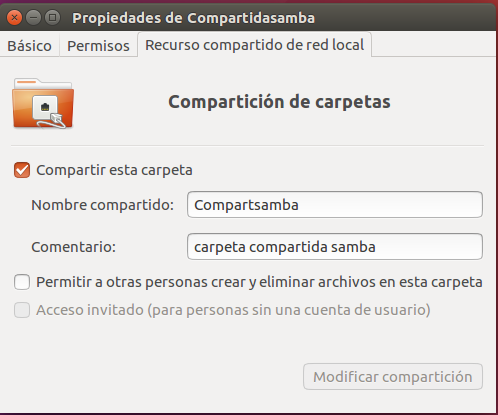 Propiedades de Compartidasamba
Básico Permisos Recurso compartido de red local
Compartición de carpetas
Compartir esta carpeta
Nombre compartido: Compartsamba
Comentario: carpeta compartida samba
Permitir a otras personas crear y eliminar archivos en esta carpeta
Acceso invitado (para personas sin una cuenta de usuario)
Modificar compartición